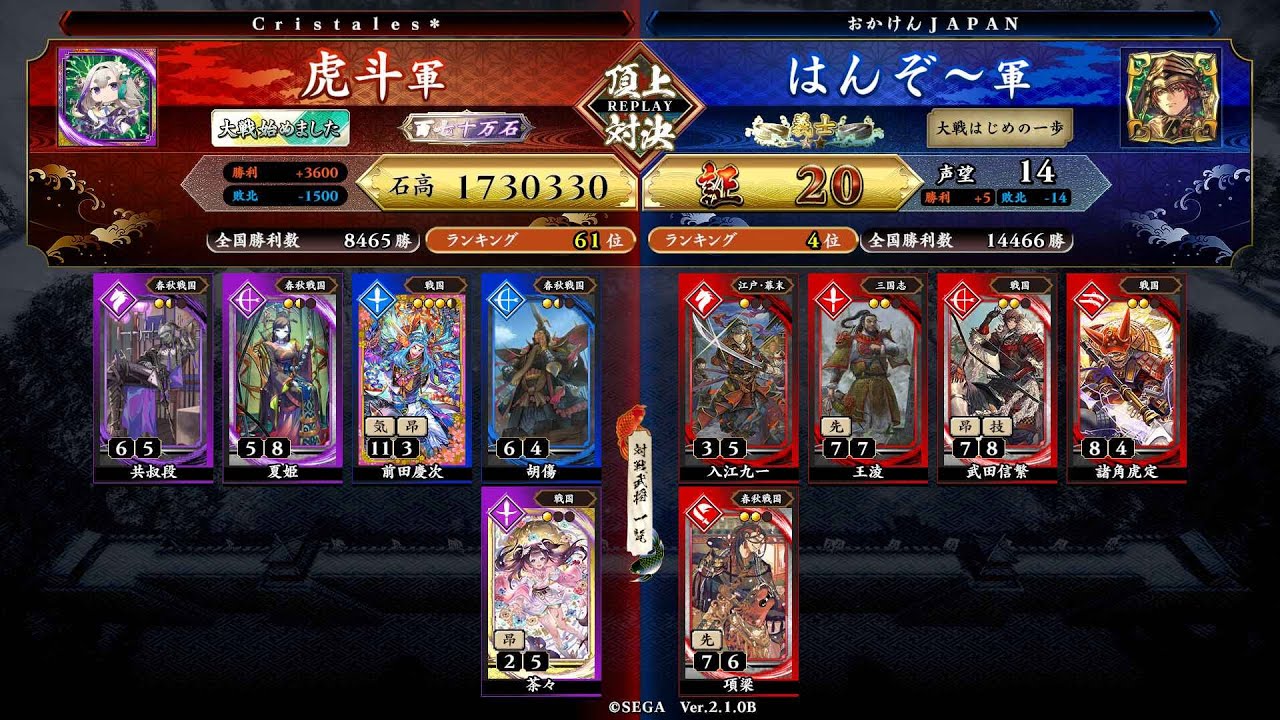 Cristales*
おかけんJAPAN
虎斗軍
頂上
REPLAY
対決
はんぞ〜軍
大戦始めました
百七十万石
義士
大戦はじめの一歩
勝利 +3600
敗北 -1500
石高 1730330
証 20
声望 14
勝利 +5 敗北 -14
全国勝利数 8465勝
ランキング 61位
ランキング 4位
全国勝利数 14466勝
春秋戦国
6 5
共叔段
春秋戦国
5 8
夏姫
戦国
気 昂
11 3
前田慶次
春秋戦国
6 4
胡傷
江戸・幕末
3 5
入江九一
三国志
先
7 7
王凌
戦国
昂 技
7 8
武田信繁
戦国
8 4
諸角虎定
対戦武将一覧
戦国
昂
2 5
茶々
春秋戦国
先
7 6
項梁
©SEGA Ver.2.1.0B